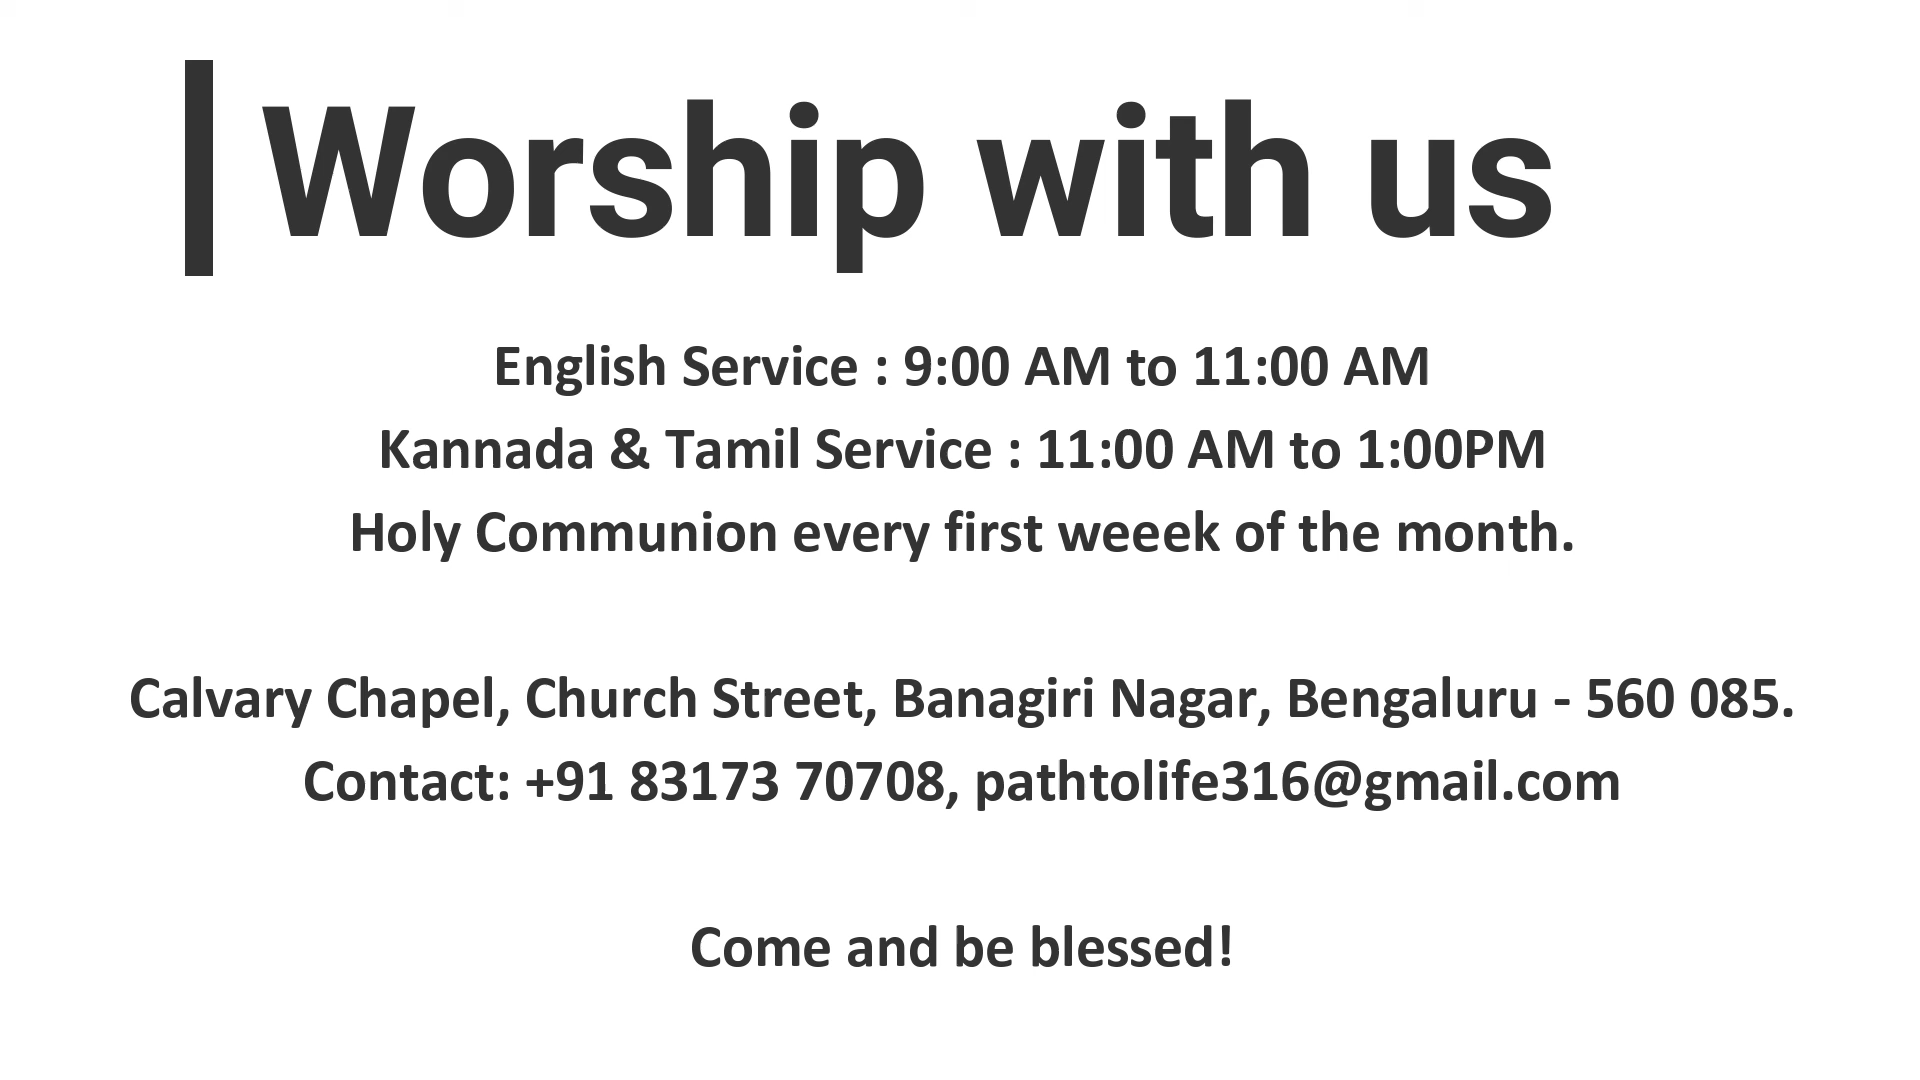 Worship with us
English Service : 9:00 AM to 11:00 AM
Kannada & Tamil Service : 11:00 AM to 1:00PM
Holy Communion every first weeek of the month.
Calvary Chapel, Church Street, Banagiri Nagar, Bengaluru - 560 085.
Contact: +91 83173 70708, pathtolife316@gmail.com
Come and be blessed!